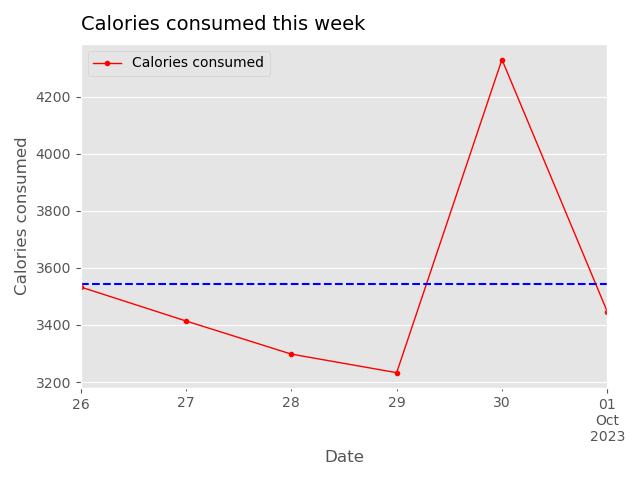 Calories consumed this week
Calories consumed
4200
4000
3800
3600
3400
3200
Calories consumed
26
27
28
29
30
01
Oct
2023
Date